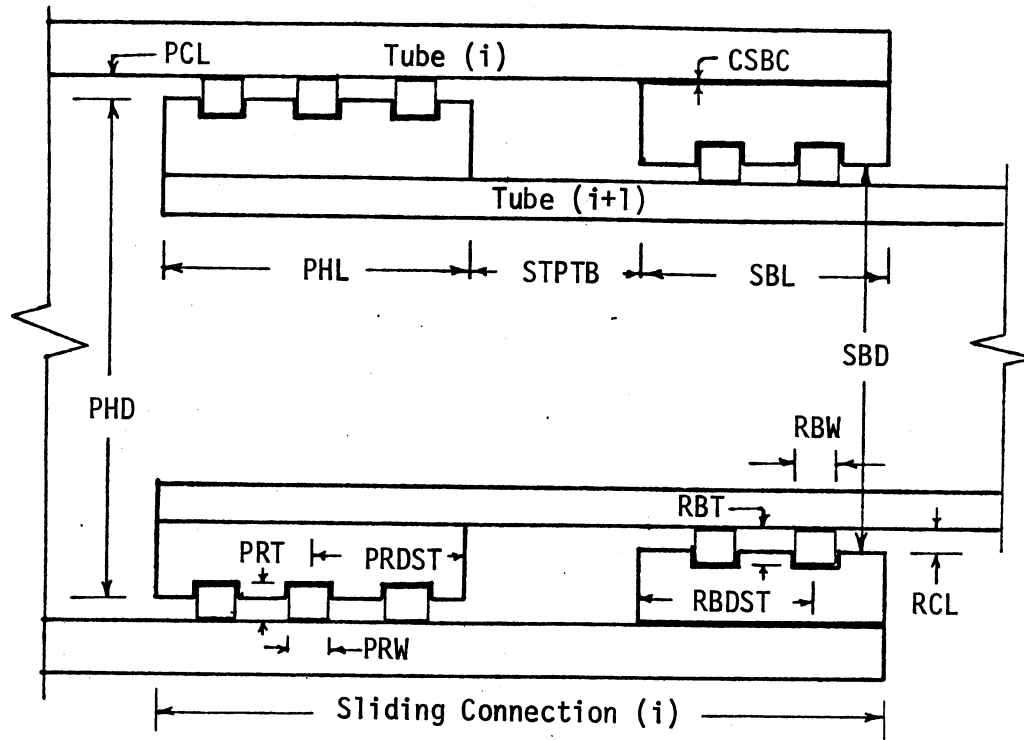 PCL
Tube (i)
CSBC
Tube (i+1)
PHL
STPTB
SBL
SBD
PHD
RBW
RBT
PRT
PRDST
RBDST
RCL
PRW
Sliding Connection (i)